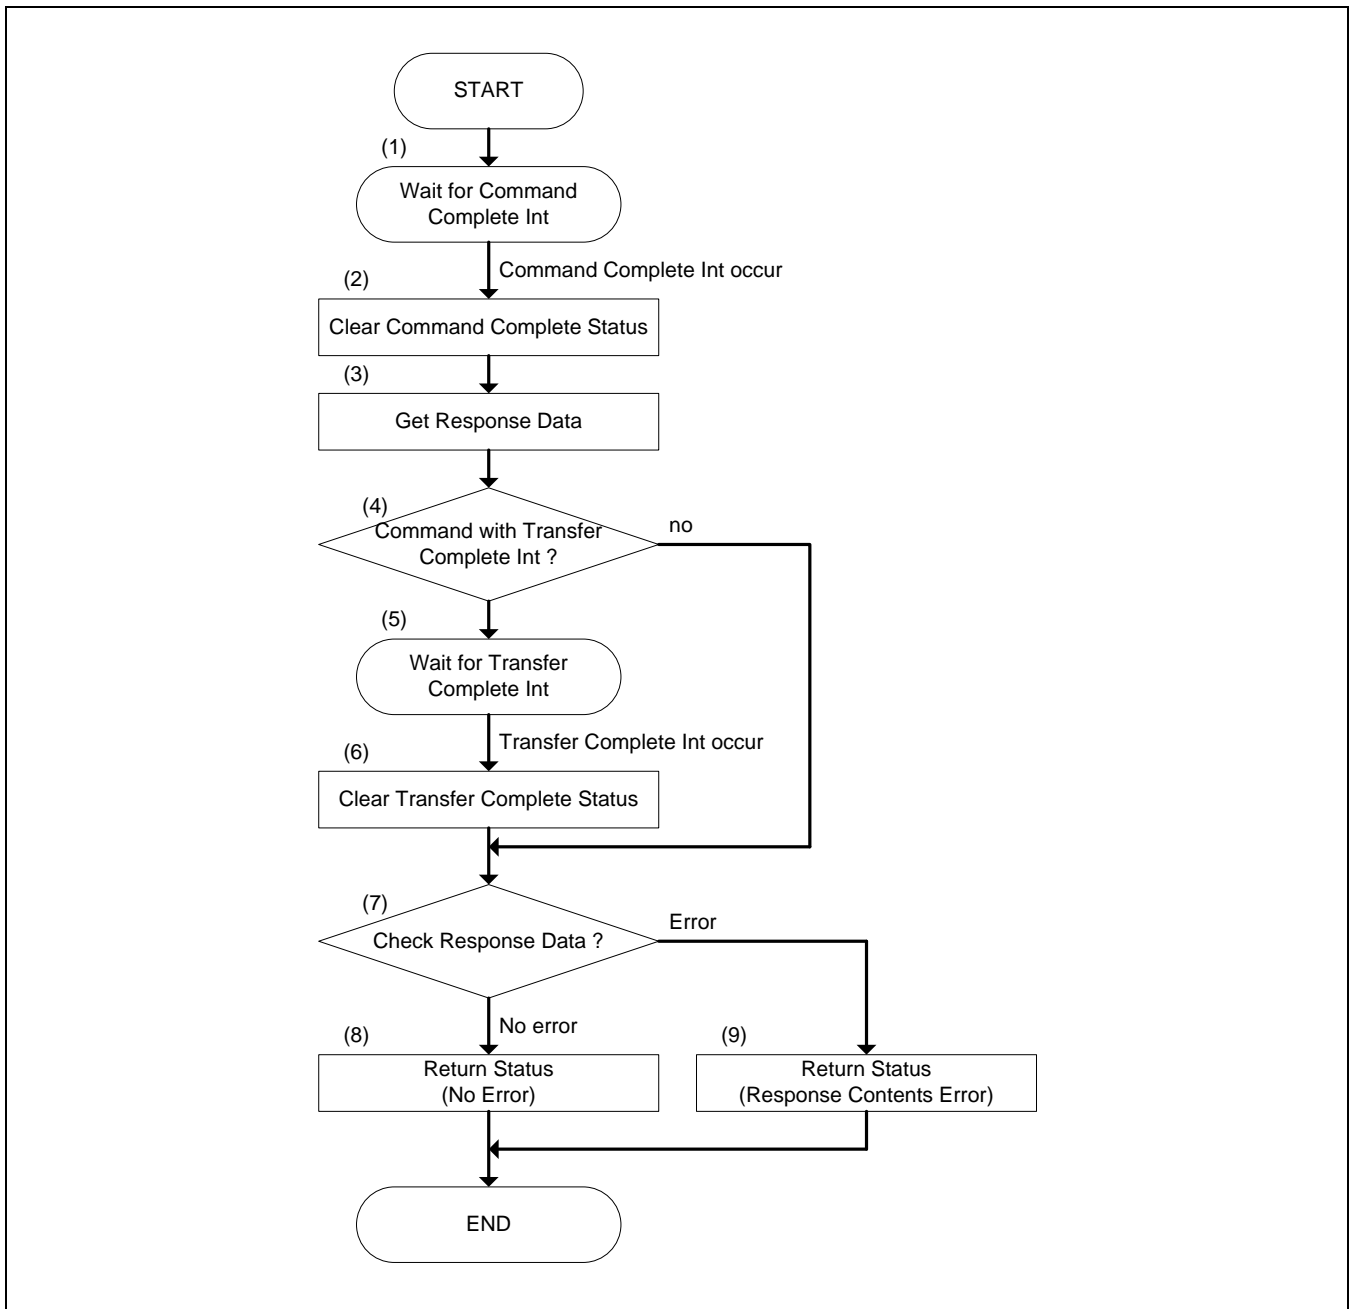 START
(1)
Wait for Command
Complete Int
Command Complete Int occur
(2)
Clear Command Complete Status
(3)
Get Response Data
(4)
Command with Transfer
Complete Int ?
no
(5)
Wait for Transfer
Complete Int
Transfer Complete Int occur
(6)
Clear Transfer Complete Status
(7)
Check Response Data ?
Error
No error
(8)
Return Status
(No Error)
(9)
Return Status
(Response Contents Error)
END